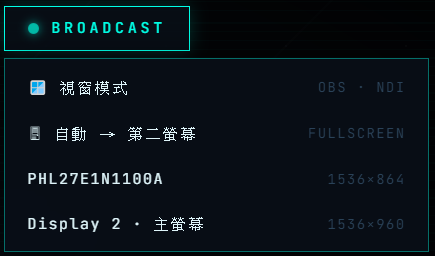 BROADCAST
視窗模式 OBS · NDI
自動 → 第二螢幕 FULLSCREEN
PHL27E1N1100A 1536×864
Display 2 · 主螢幕 1536×960